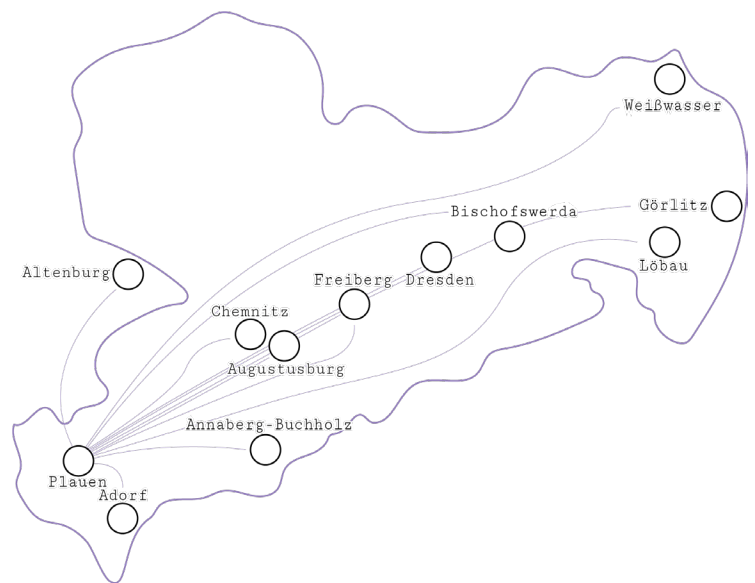 Weißwasser
Görlitz
Bischofswerda
Löbau
Altenburg
Freiberg
Dresden
Chemnitz
Augustusburg
Annaberg-Buchholz
Plauen
Adorf